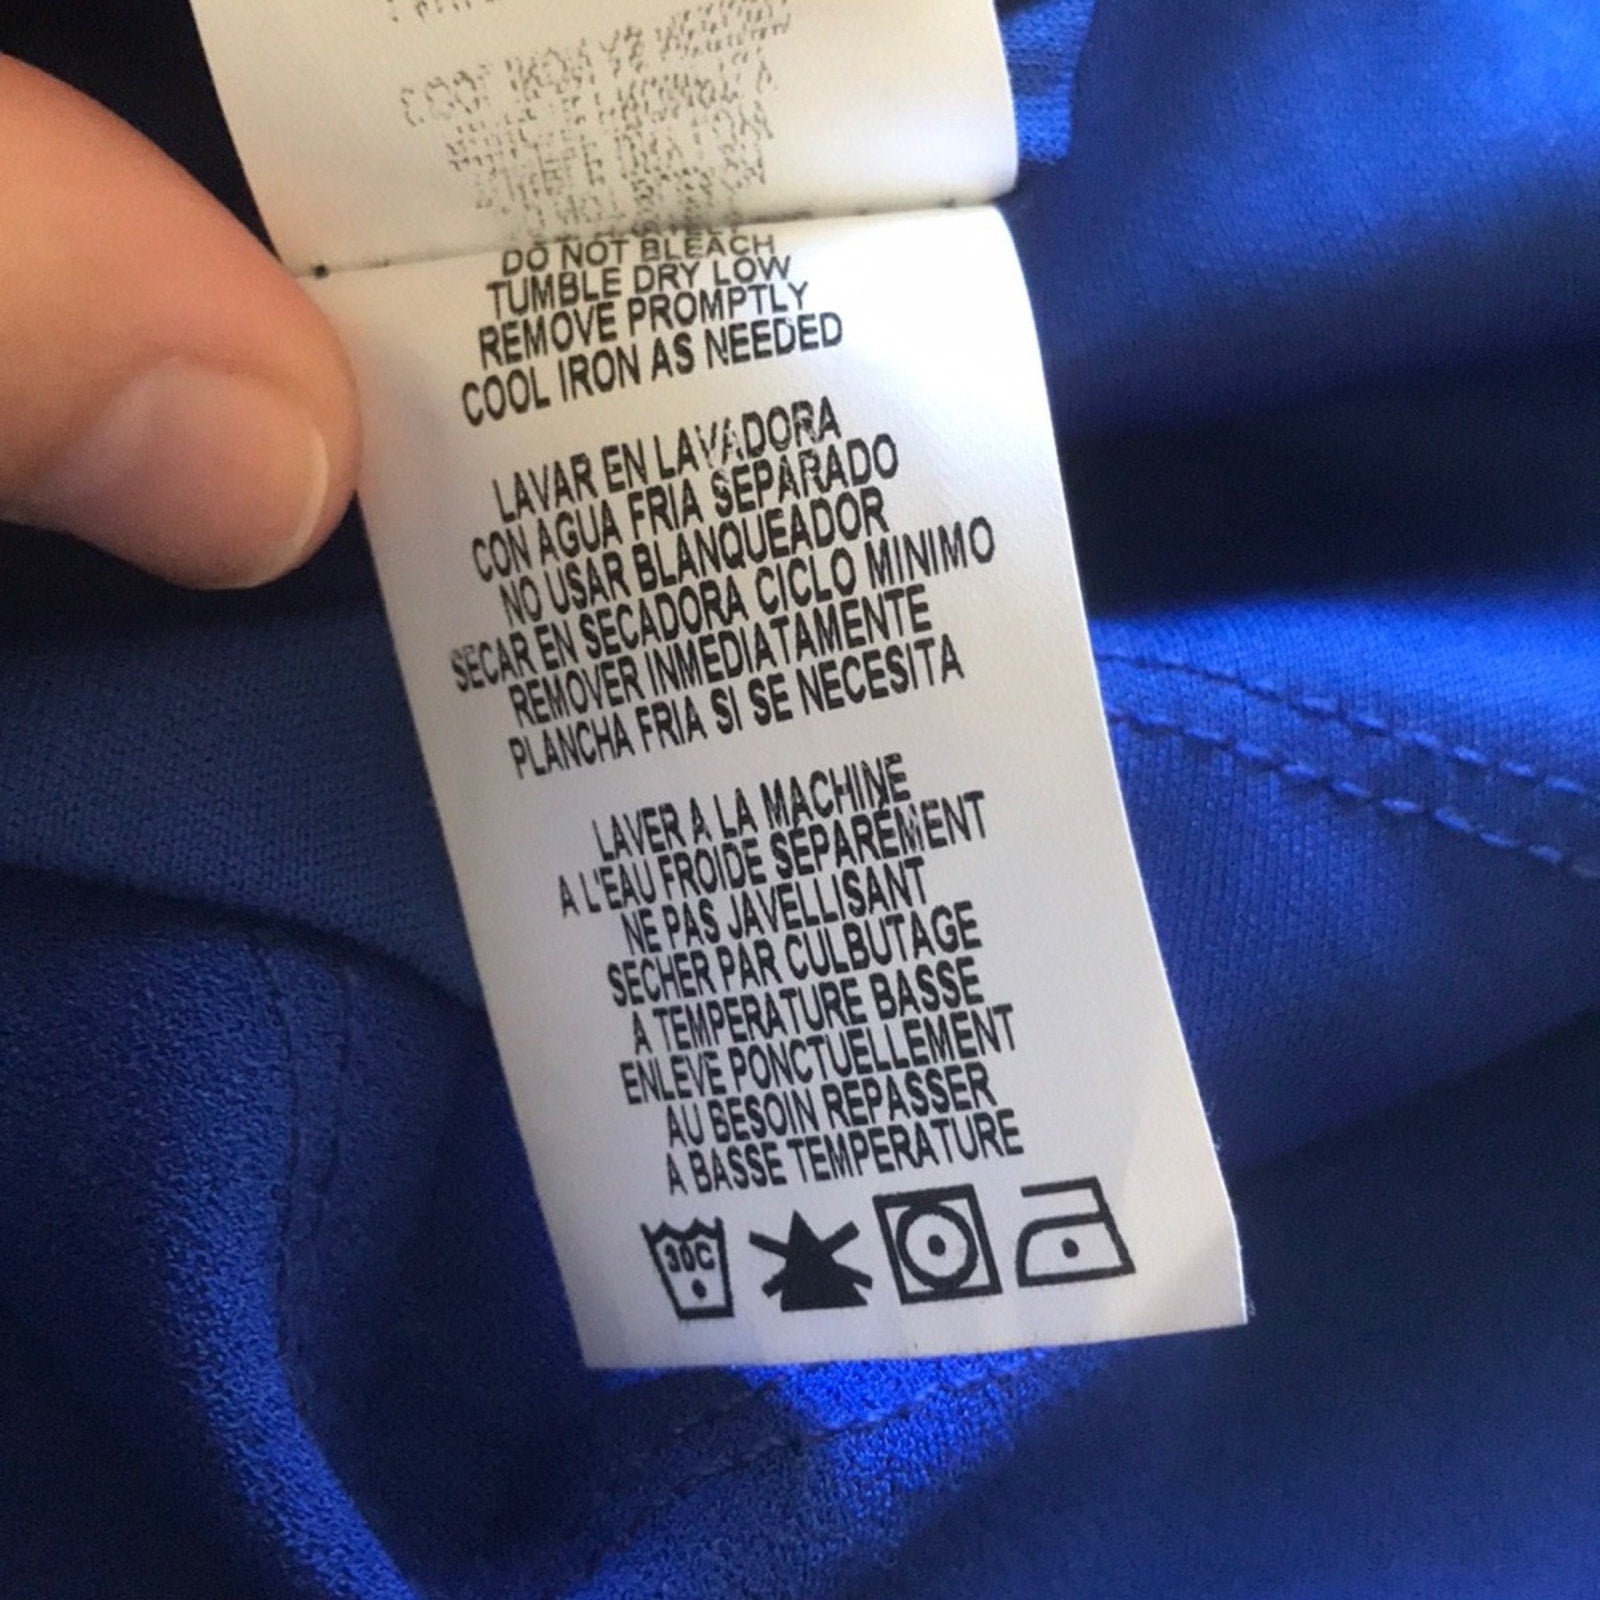 DO NOT BLEACH
TUMBLE DRY LOW
REMOVE PROMPTLY
COOL IRON AS NEEDED
LAVAR EN LAVADORA
CON AGUA FRIA SEPARADO
NO USAR BLANQUEADOR
SECAR EN SECADORA CICLO MINIMO
REMOVER INMEDIATAMENTE
PLANCHA FRIA SI SE NECESITA
LAVER A LA MACHINE
A L'EAU FROIDE SÉPARÉMENT
NE PAS JAVELLISANT
SECHER PAR CULBUTAGE
A TEMPERATURE BASSE
ENLEVE PONCTUELLEMENT
AU BESOIN REPASSER
A BASSE TEMPERATURE
30C